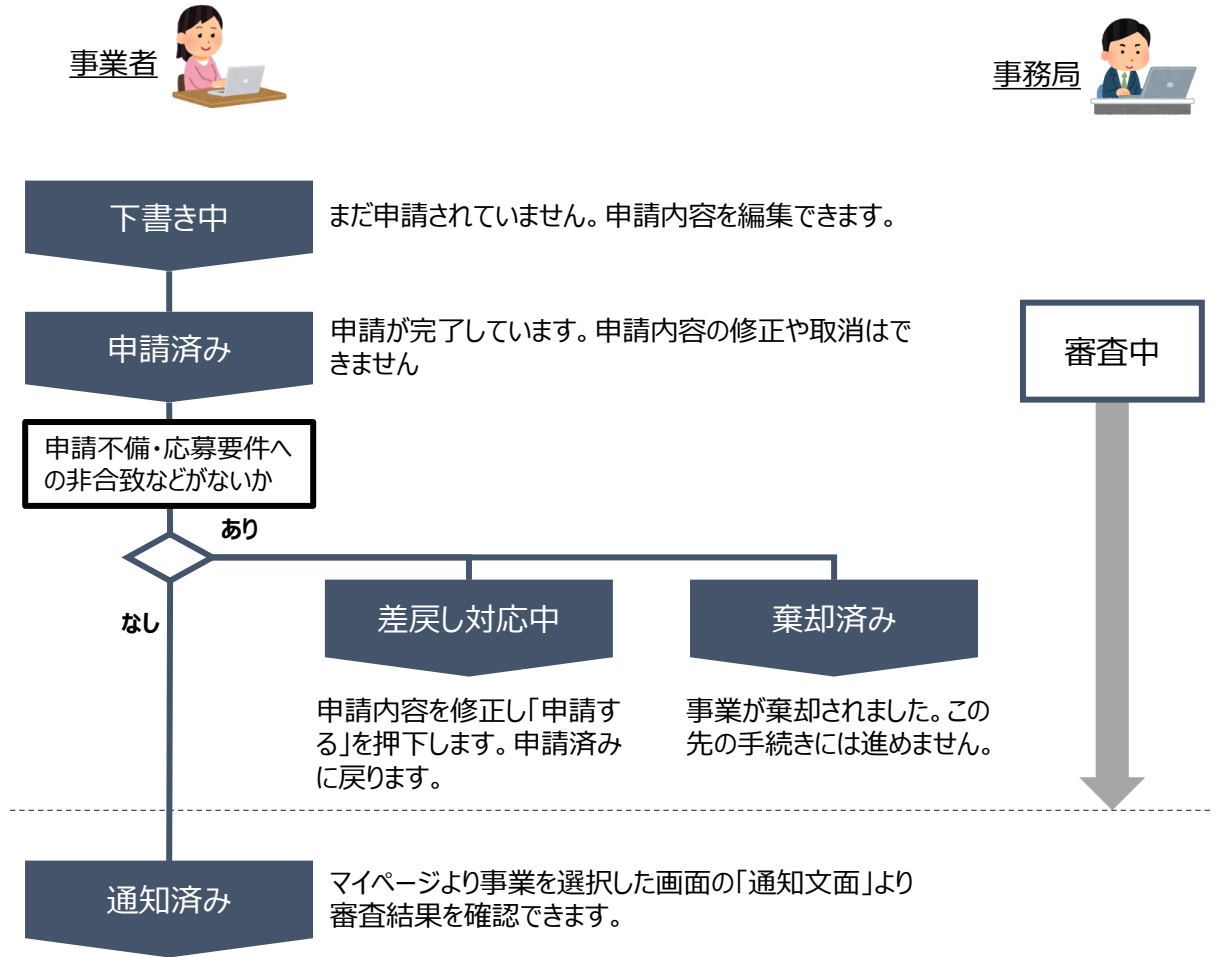 事業者
事務局
下書き中
まだ申請されていません。申請内容を編集できます。
申請済み
申請が完了しています。申請内容の修正や取消はで
きません
審査中
申請不備・応募要件へ
の非合致などがないか
あり
なし
差戻し対応中
棄却済み
申請内容を修正し「申請す
る」を押下します。申請済み
に戻ります。
事業が棄却されました。この
先の手続きには進めません。
通知済み
マイページより事業を選択した画面の「通知文面」より
審査結果を確認できます。